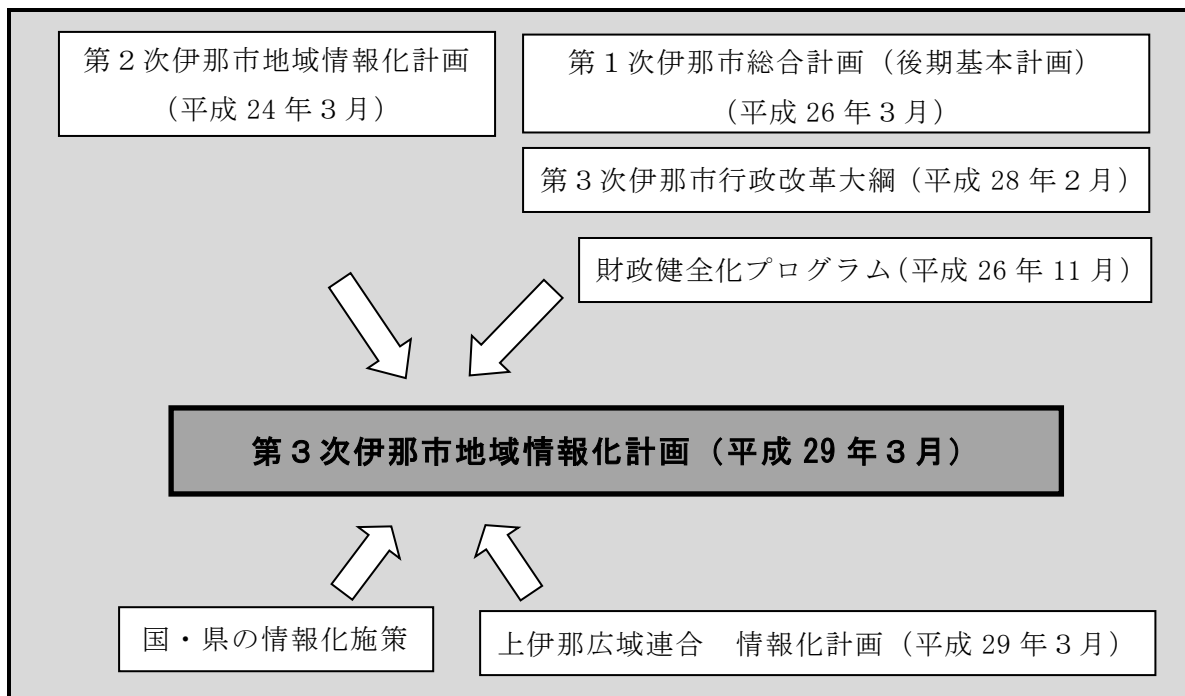 第２次伊那市地域情報化計画
（平成 24 年３月）
第１次伊那市総合計画（後期基本計画）
（平成 26 年３月）
第３次伊那市行政改革大綱（平成 28 年２月）
財政健全化プログラム（平成 26 年 11 月）
第３次伊那市地域情報化計画（平成 29 年３月）
国・県の情報化施策
上伊那広域連合　情報化計画（平成 29 年３月）